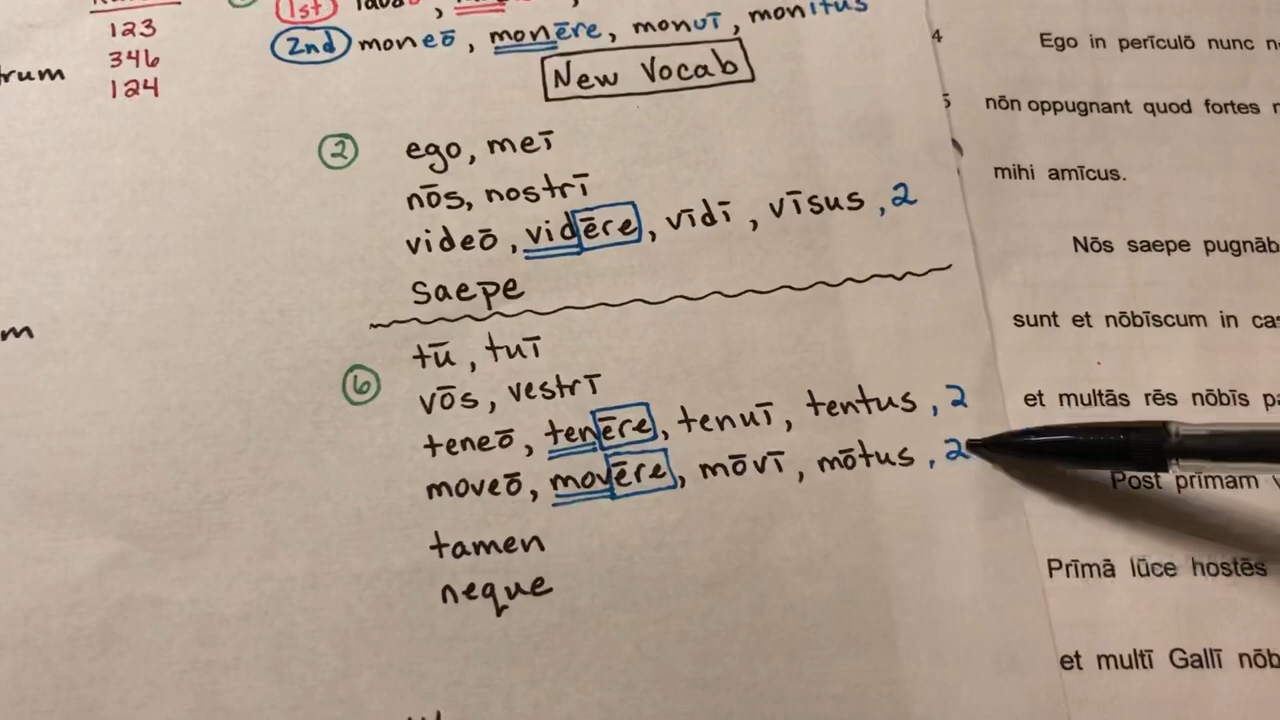 1st
2nd moneō, monēre, monuī, monitus
New Vocab
123
346
124
rum
m
2 ego, meī
nōs, nostrī
videō, vidēre, vīdī, vīsus, 2
saepe
6 tū, tuī
vōs, vestrī
teneō, tenēre, tenuī, tentus, 2
moveō, movēre, mōvī, mōtus, 2
tamen
neque
4 Ego in perīculō nunc n
5 nōn oppugnant quod fortes
mihi amīcus.
Nōs saepe pugnāb
sunt et nōbīscum in ca
et multās rēs nōbīs pa
Post prīmam
Prīmā lūce hostēs
et multī Gallī nōb